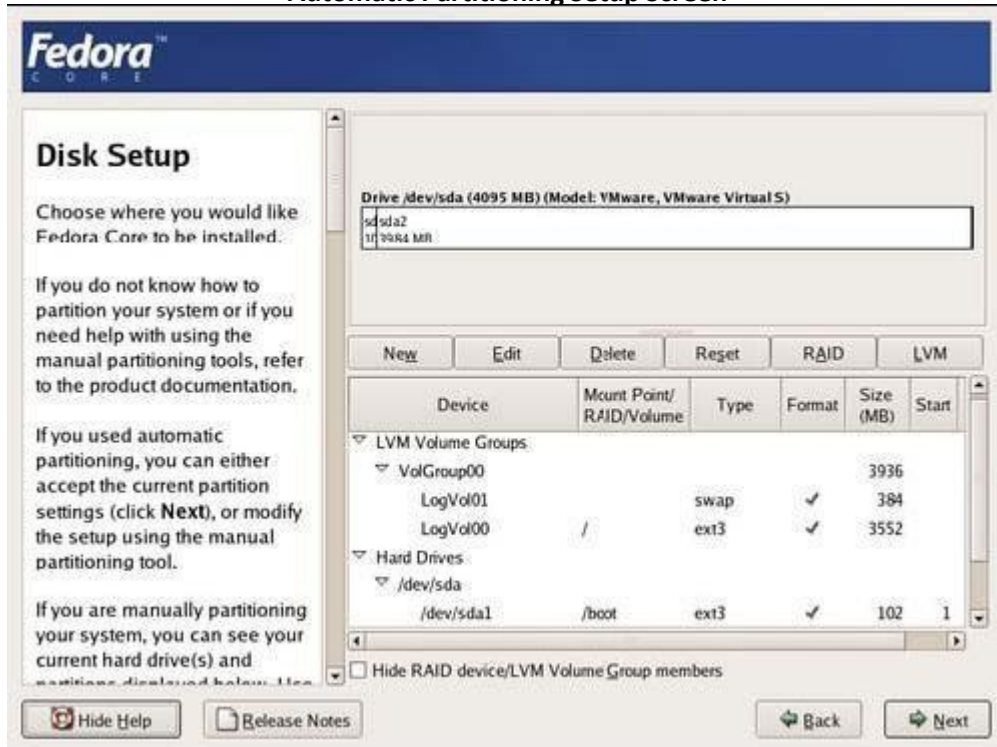 Automatic Partitioning Setup Screen
Fedora™
CORE
Disk Setup
Choose where you would like
Fedora Core to be installed.
If you do not know how to
partition your system or if you
need help with using the
manual partitioning tools, refer
to the product documentation.
If you used automatic
partitioning, you can either
accept the current partition
settings (click Next), or modify
the setup using the manual
partitioning tool.
If you are manually partitioning
your system, you can see your
current hard drive(s) and
Drive /dev/sda (4095 MB) (Model: VMware, VMware Virtual S)
sd sda2
3984 MB
New Edit Delete Reset RAID LVM
Device Mount Point/ RAID/Volume Type Format Size (MB) Start
LVM Volume Groups
VolGroup00 3936
LogVol01 swap ✓ 384
LogVol00 / ext3 ✓ 3552
Hard Drives
/dev/sda
/dev/sda1 /boot ext3 ✓ 102 1
Hide RAID device/LVM Volume Group members
Hide Help Release Notes Back Next